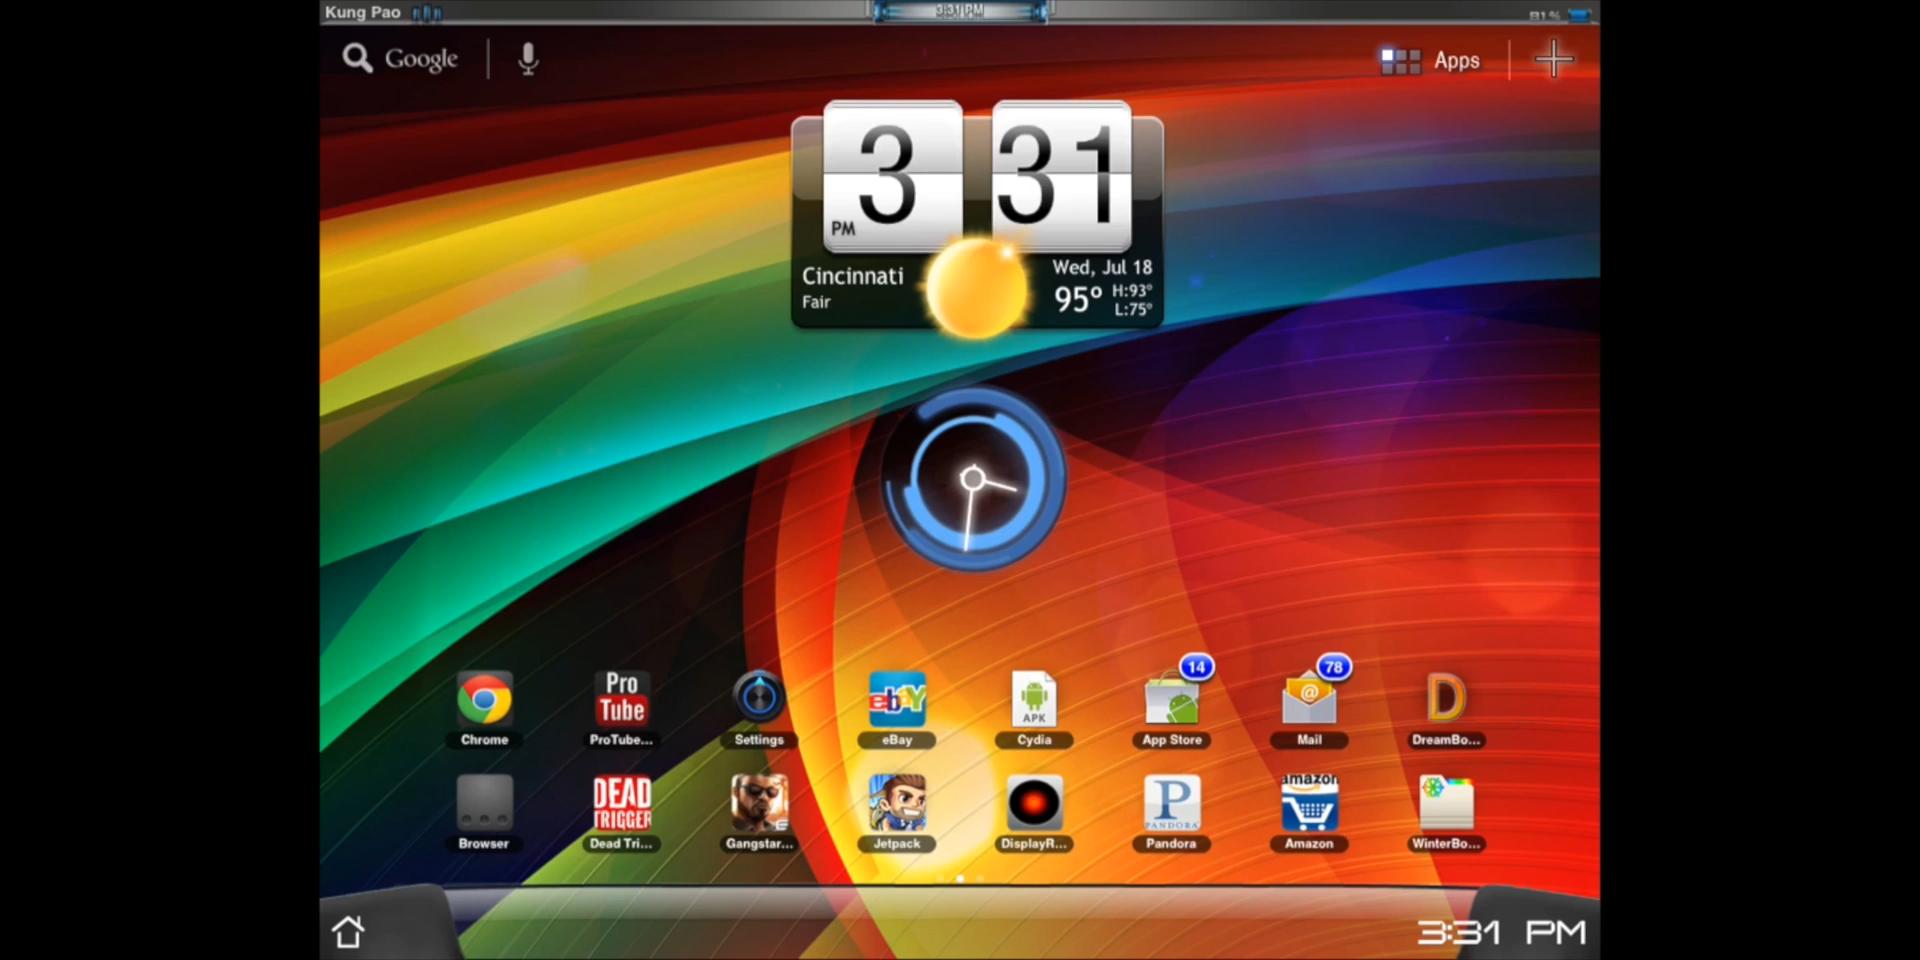 Kung Pao
3:31 PM
81%
Google
Apps
3 31
PM
Cincinnati
Fair
Wed, Jul 18
95° H:93°
L:75°
14
78
Pro
Tube
ebaY
APK
@
D
Chrome
ProTube...
Settings
eBay
Cydia
App Store
Mail
DreamBo...
DEAD
TRIGGER
P
PANDORA
amazon
Browser
Dead Tri...
Gangstar...
Jetpack
DisplayR...
Pandora
Amazon
WinterBo...
3:31 PM